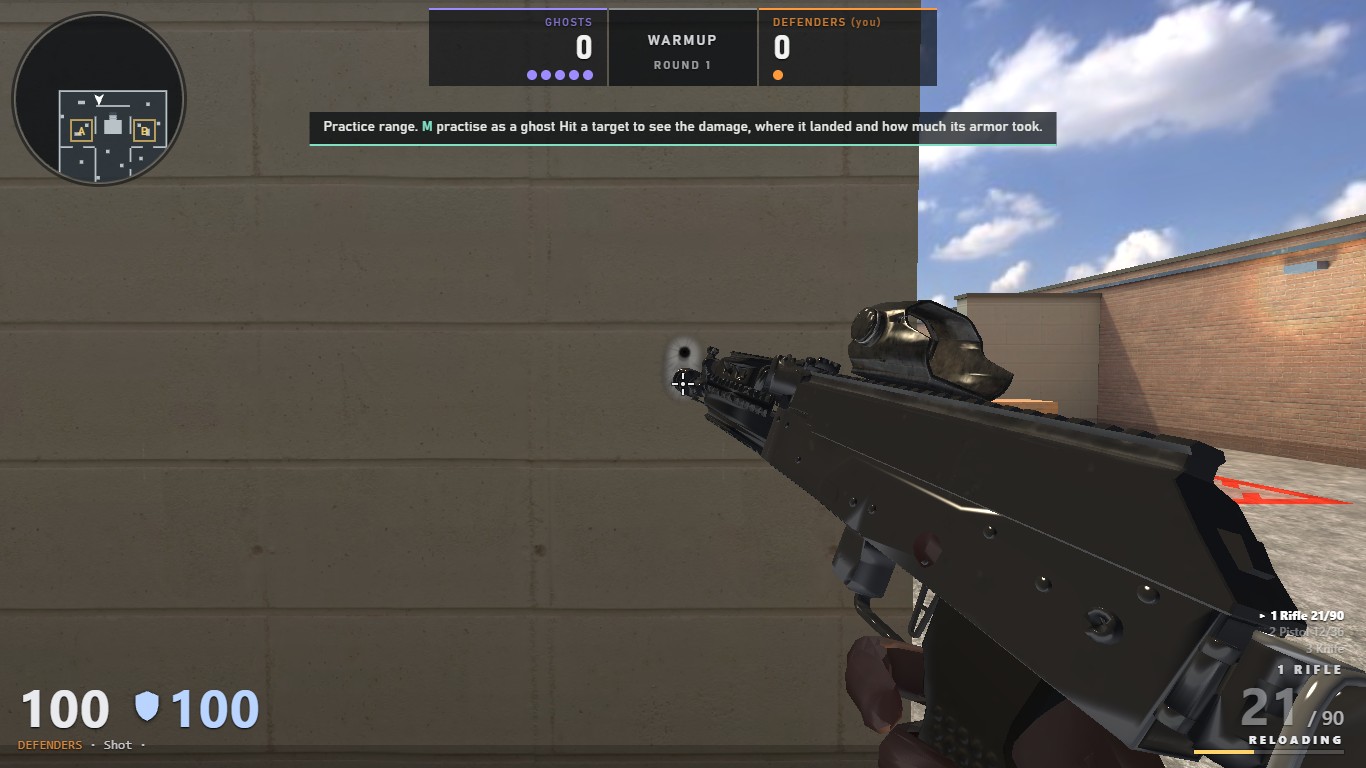 GHOSTS
0
WARMUP
ROUND 1
DEFENDERS (you)
0
A
B
Practice range. M practise as a ghost Hit a target to see the damage, where it landed and how much its armor took.
1 Rifle 21/90
2 Pistol 12/36
3 Knife
1 RIFLE
21 / 90
RELOADING
100 100
DEFENDERS · Shot ·